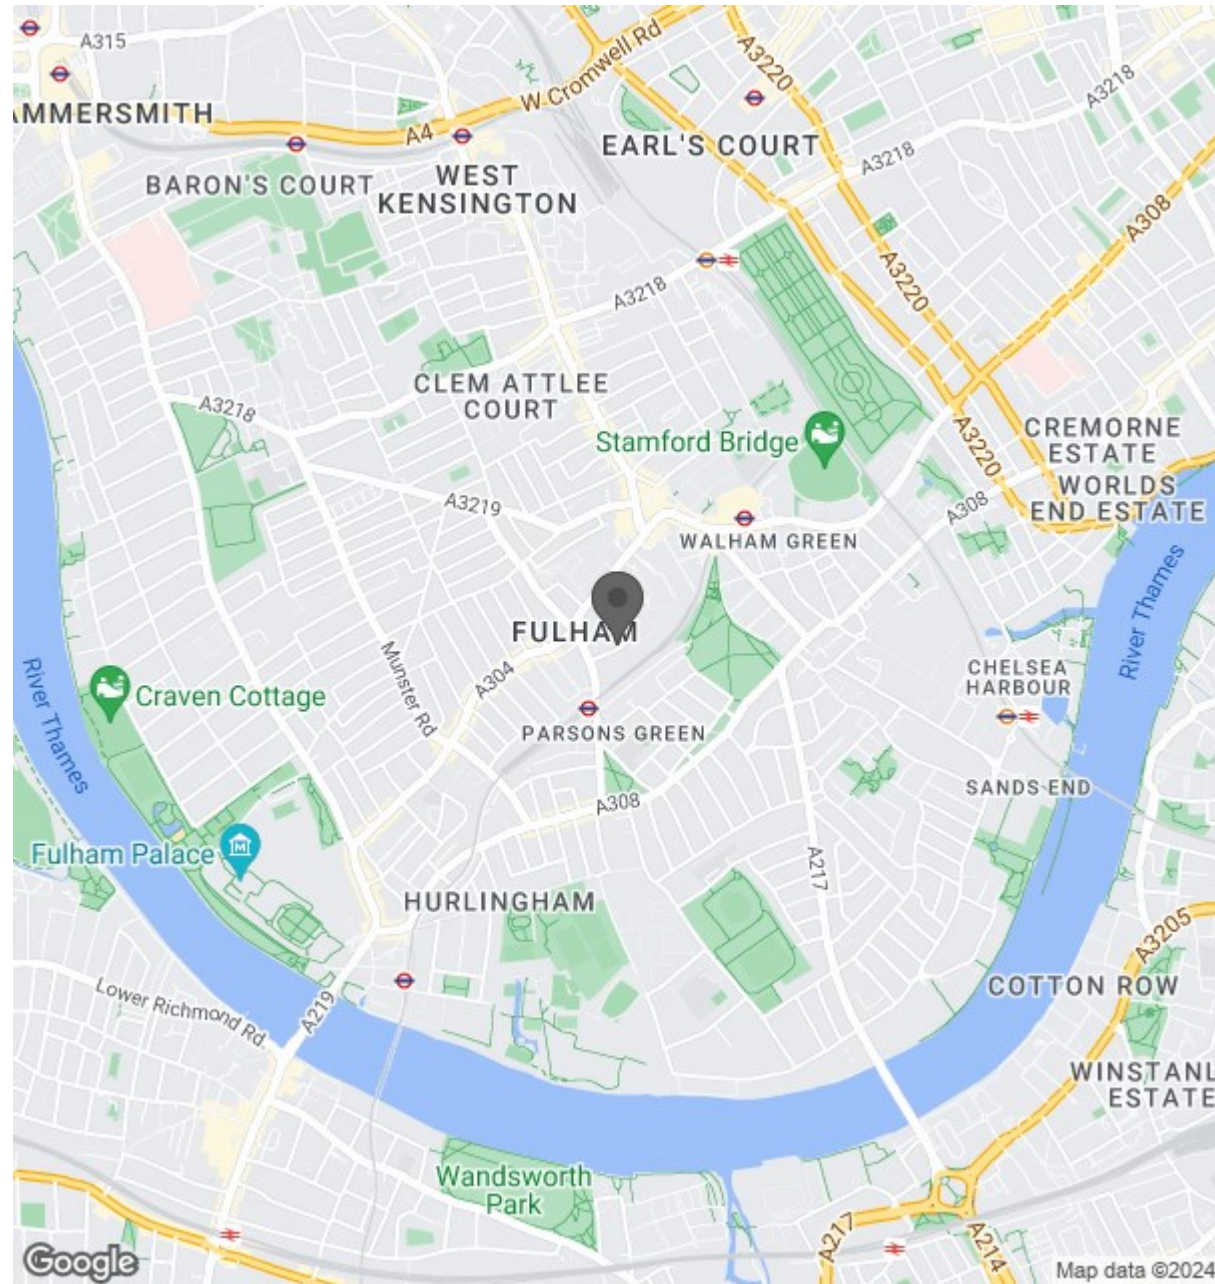 A315
W Cromwell Rd
A3220
A3218
AMMERSMITH
A4
EARL'S COURT
A3218
BARON'S COURT
WEST
KENSINGTON
A308
A3220
A3218
CLEM ATTLEE
COURT
A3218
Stamford Bridge
A3220
CREMORNE
ESTATE
WORLDS
END ESTATE
A3219
A308
WALHAM GREEN
River Thames
FULHAM
Munster Rd
A304
CHELSEA
HARBOUR
River Thames
Craven Cottage
PARSONS GREEN
SANDS END
A308
Fulham Palace
A217
HURLINGHAM
A3205
COTTON ROW
Lower Richmond Rd.
A219
WINSTANL
ESTATE
Wandsworth
Park
A217
A214
Google
Map data ©2024